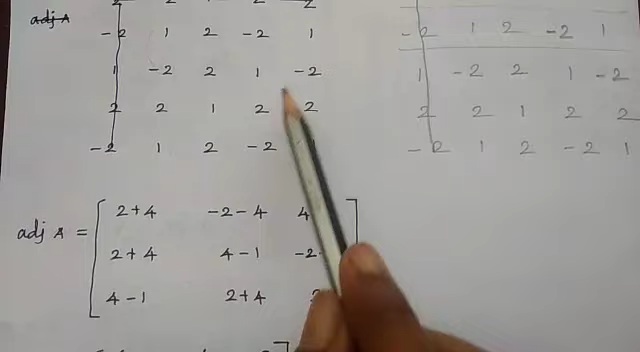 adj A
-2 1 2 -2 1
1 -2 2 1 -2
2 2 1 2 2
-2 1 2 -2
adj A = 2+4 -2-4 4
2+4 4-1 -2
4-1 2+4
-2 1 2 -2 1
1 -2 2 1 -2
2 2 1 2 2
-2 1 2 -2 1